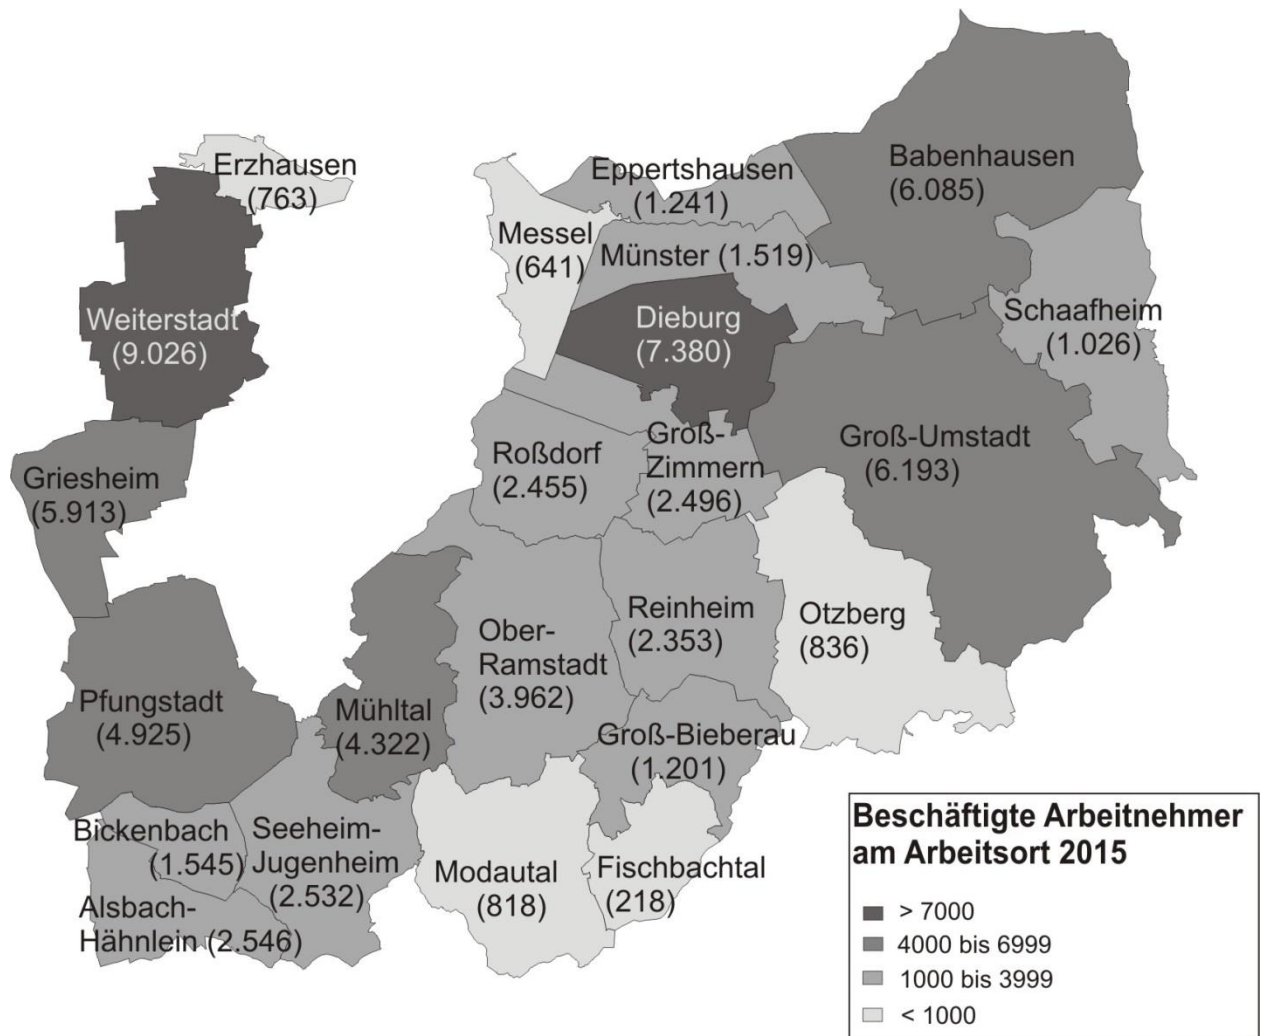 Erzhausen
(763)
Eppertshausen
(1.241)
Babenhausen
(6.085)
Messel
(641)
Münster (1.519)
Weiterstadt
(9.026)
Dieburg
(7.380)
Schaafheim
(1.026)
Griesheim
(5.913)
Roßdorf
(2.455)
Groß-
Zimmern
(2.496)
Groß-Umstadt
(6.193)
Pfungstadt
(4.925)
Mühltal
(4.322)
Ober-
Ramstadt
(3.962)
Reinheim
(2.353)
Otzberg
(836)
Groß-Bieberau
(1.201)
Bickenbach
(1.545)
Seeheim-
Jugenheim
(2.532)
Alsbach-
Hähnlein (2.546)
Modautal
(818)
Fischbachtal
(218)
Beschäftigte Arbeitnehmer
am Arbeitsort 2015
> 7000
4000 bis 6999
1000 bis 3999
< 1000